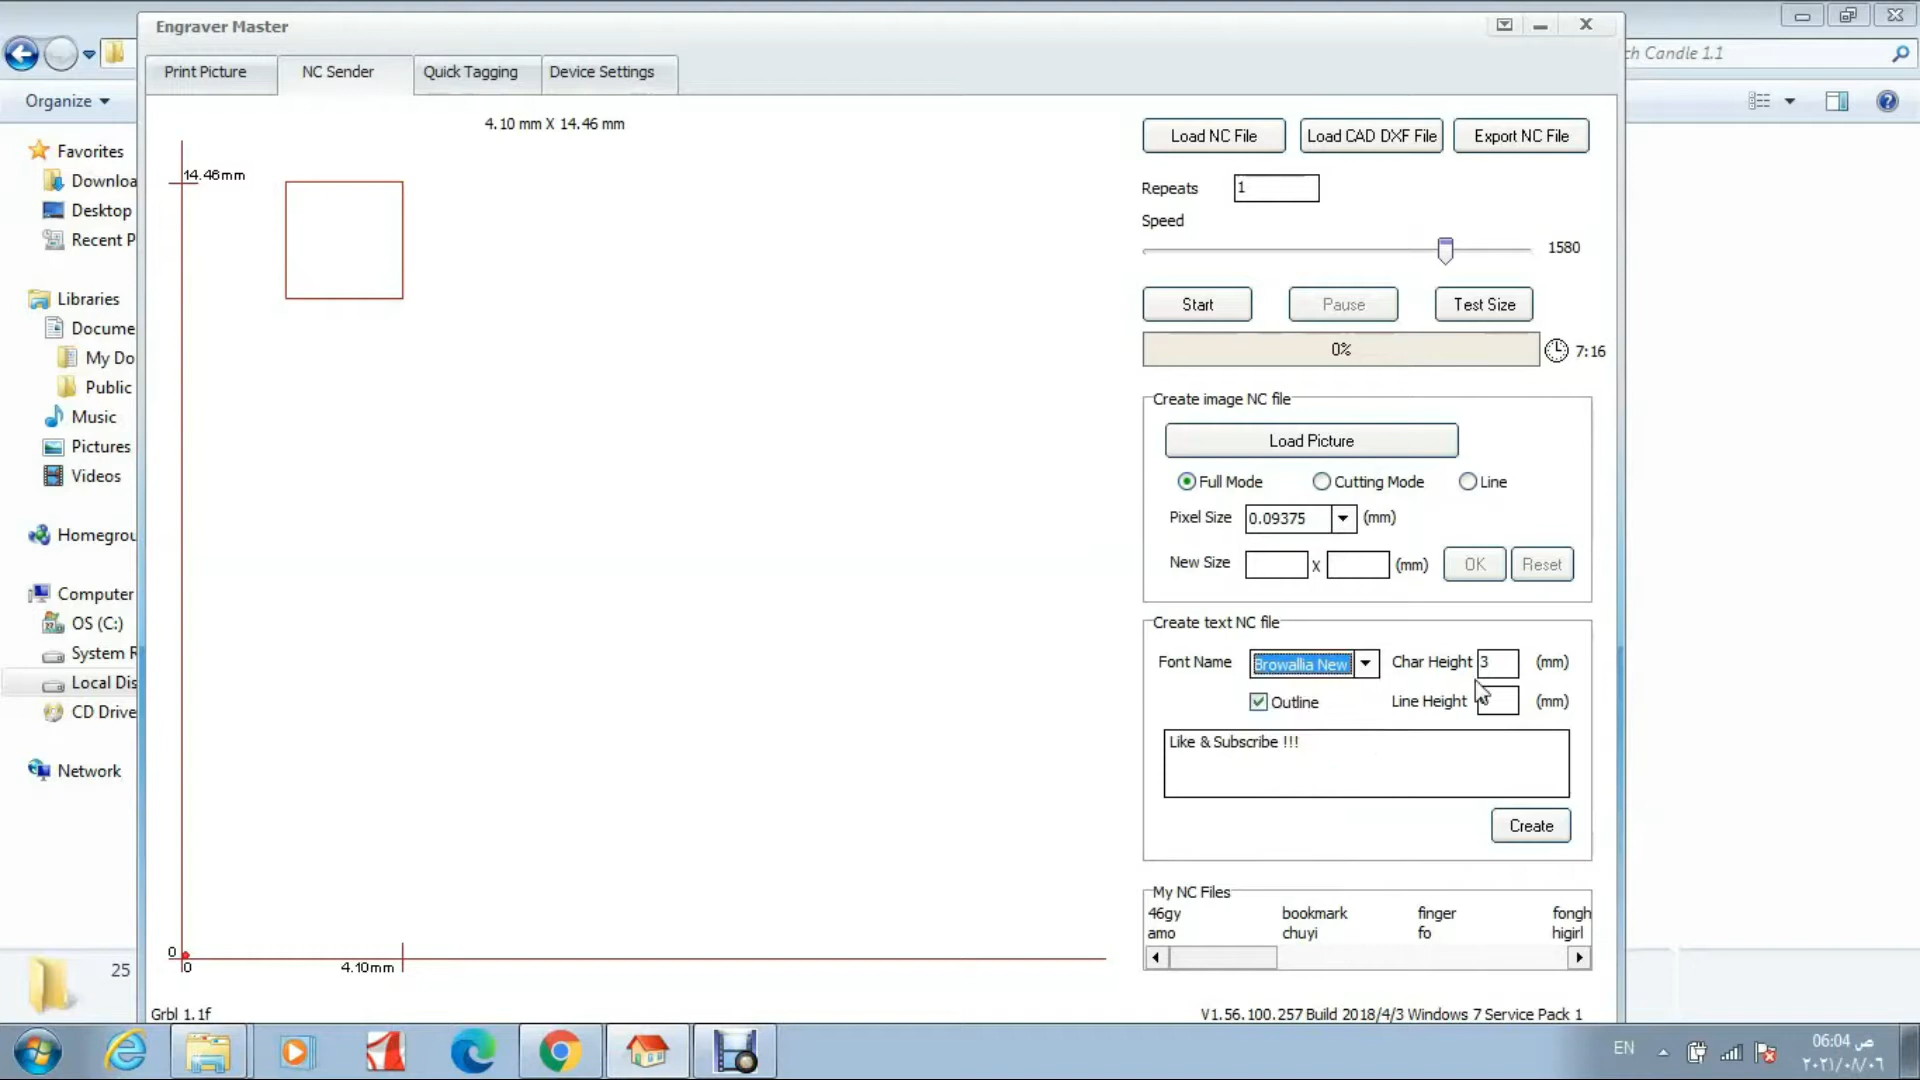 Engraver Master
ch Candle 1.1
Print Picture
NC Sender
Quick Tagging
Device Settings
Organize
Favorites
Downloa
Desktop
Recent P
Libraries
Docume
My Do
Public
Music
Pictures
Videos
Homegrou
Computer
OS (C:)
System R
Local Dis
CD Drive
Network
25
4.10 mm X 14.46 mm
14.46mm
0
0
4.10mm
Grbl 1.1f
Load NC File
Load CAD DXF File
Export NC File
Repeats 1
Speed
1580
Start
Pause
Test Size
0%
7:16
Create image NC file
Load Picture
Full Mode
Cutting Mode
Line
Pixel Size 0.09375 (mm)
New Size X (mm) OK Reset
Create text NC file
Font Name Browallia New Char Height 3 (mm)
Outline Line Height (mm)
Like & Subscribe !!!
Create
My NC Files
46gy bookmark finger fongh
amo chuyi fo higirl
V1.56.100.257 Build 2018/4/3 Windows 7 Service Pack 1
EN
06:04 ص
٢٠٢١/٠٨/٠٦